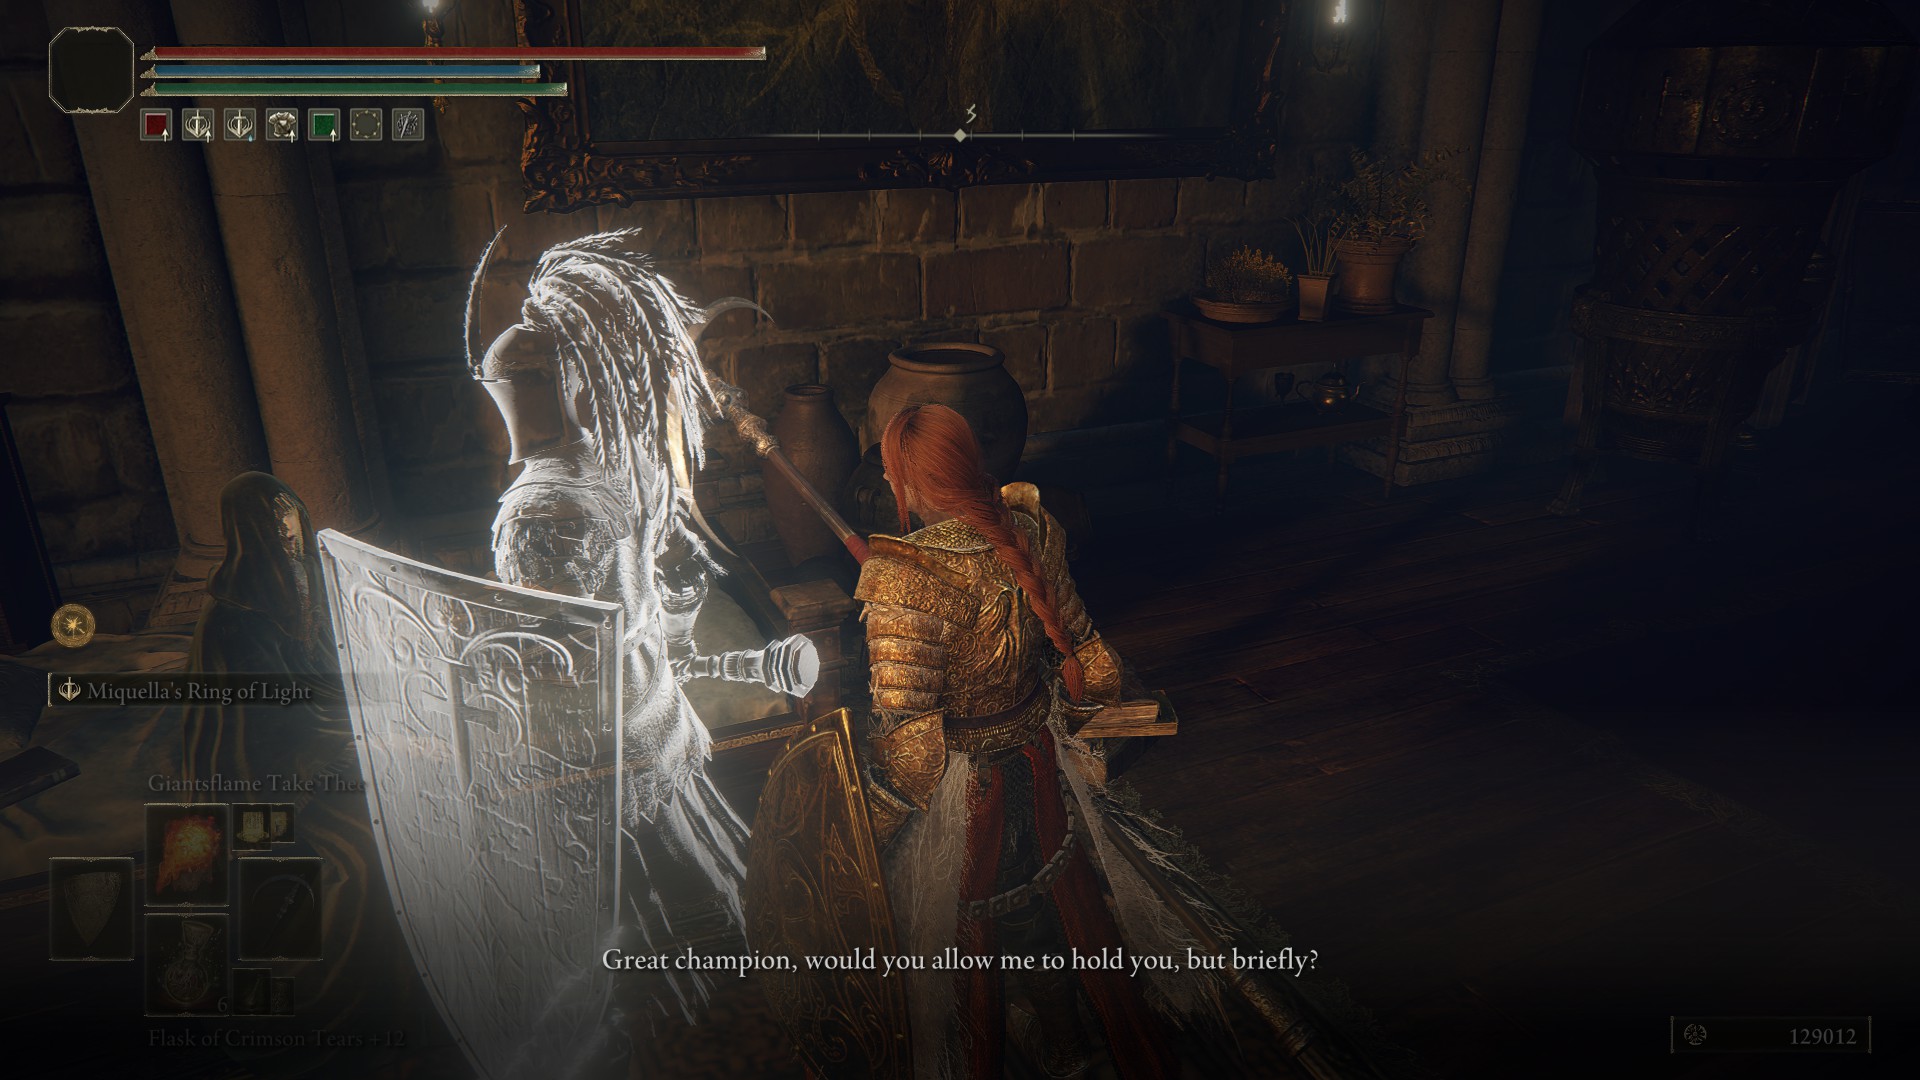 Miquella's Ring of Light
Giantsflame Take Thee
6
Flask of Crimson Tears +12
Great champion, would you allow me to hold you, but briefly?
129012